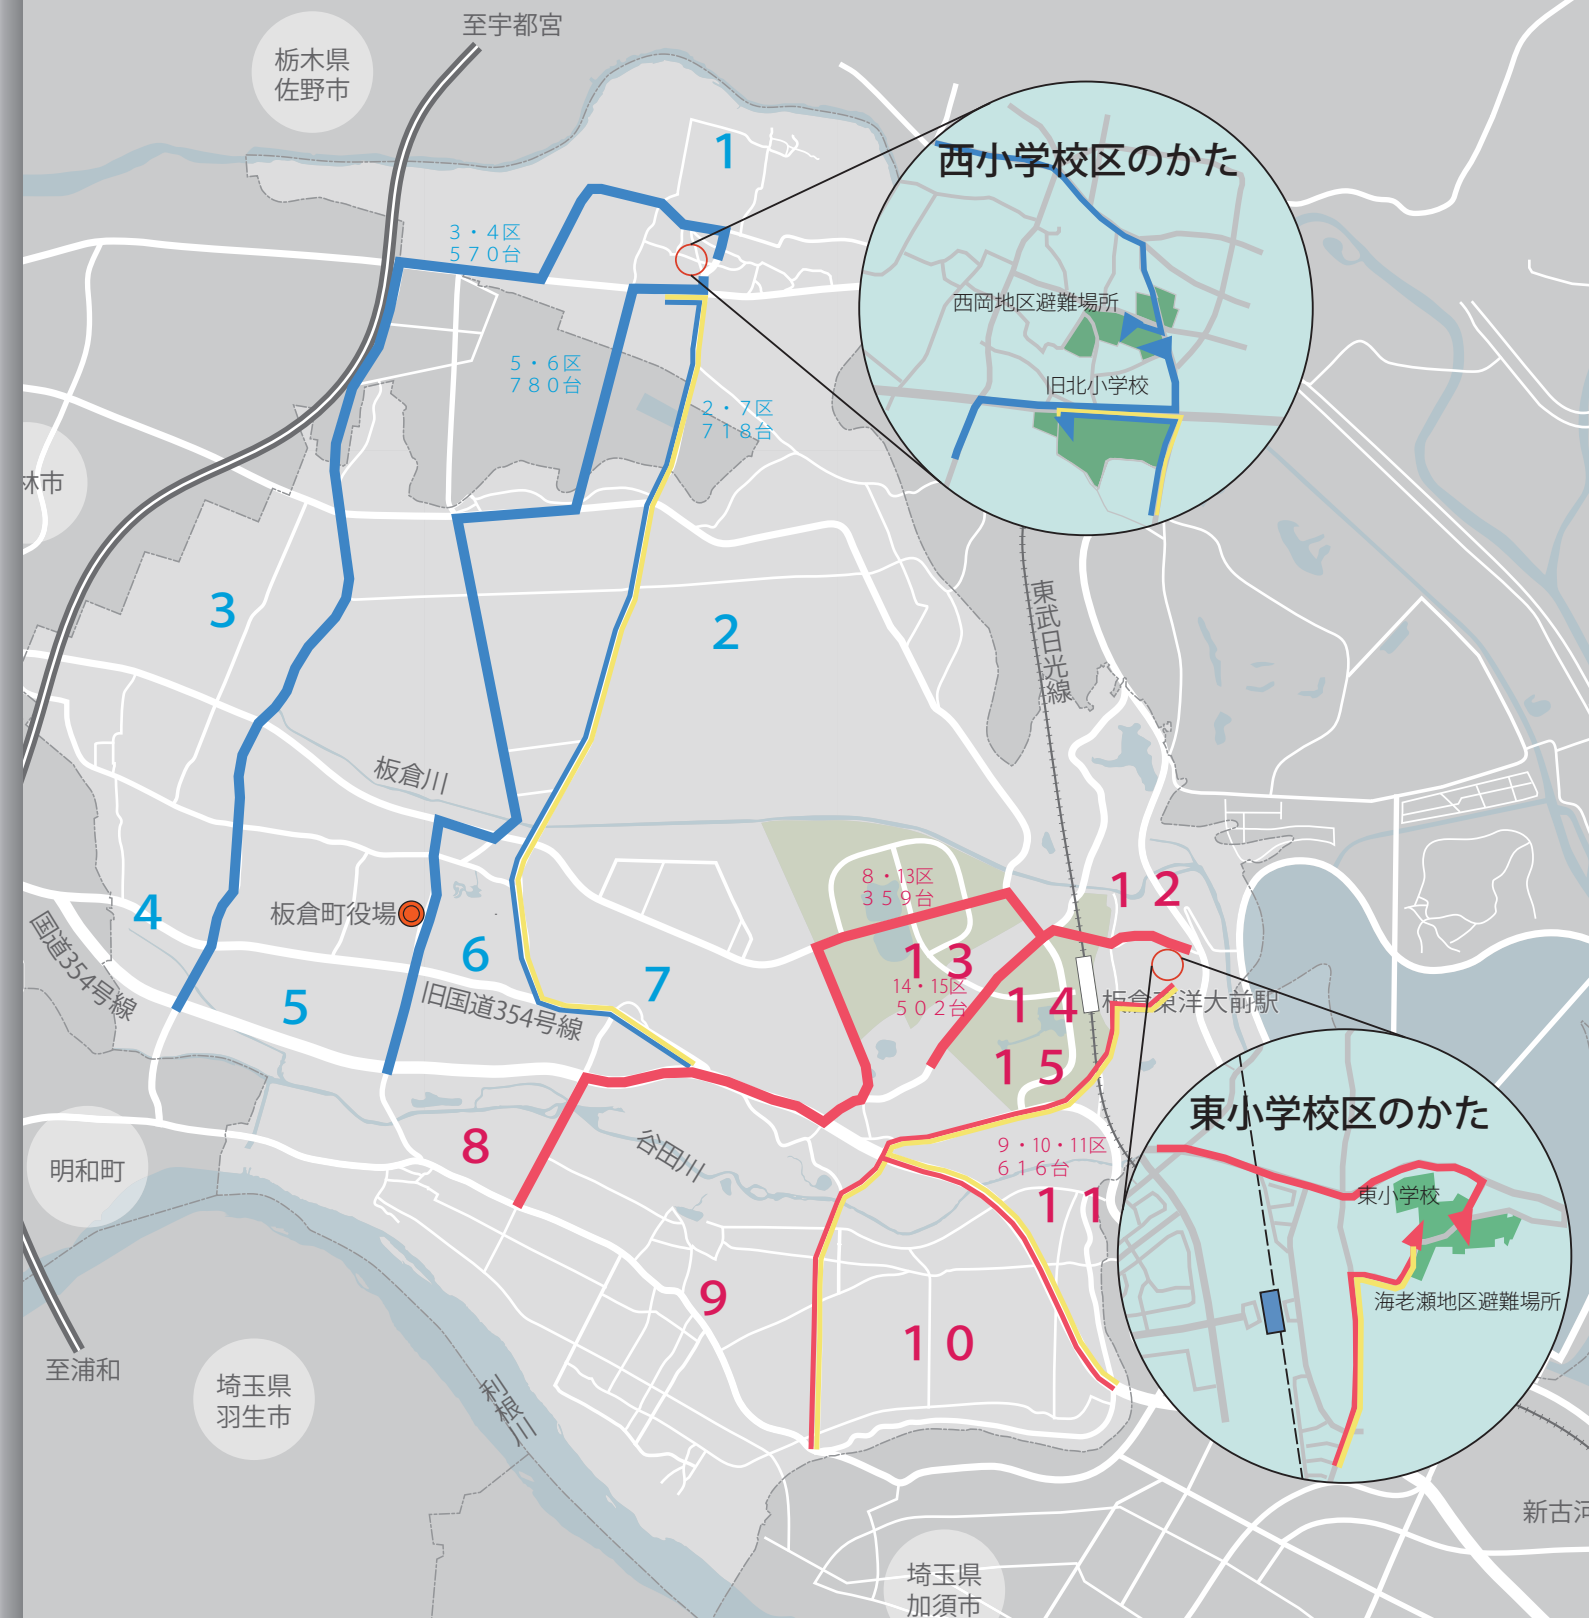 至宇都宮
栃木県
佐野市
1
西小学校区のかた
3・4区
570台
西岡地区避難場所
5・6区
780台
旧北小学校
2・7区
718台
林市
3
2
東武日光線
板倉川
4
板倉町役場
国道354号線
5
6
7
旧国道354号線
8・13区
359台
12
13
14・15区
502台
14
板倉東洋大前駅
15
東小学校区のかた
8
谷田川
9・10・11区
616台
11
明和町
東小学校
9
10
海老瀬地区避難場所
至浦和
埼玉県
羽生市
利根川
新古河
埼玉県
加須市